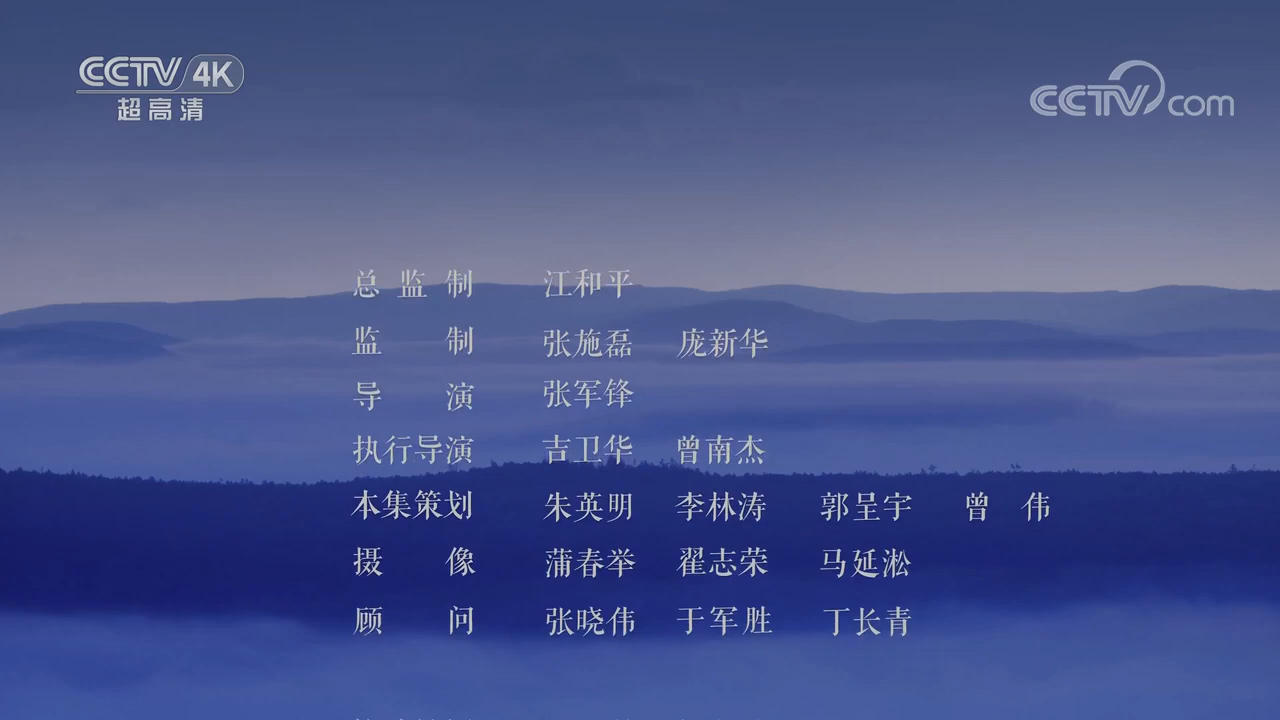 CCTV 4K
超高清
CCTV.com
总监制 江和平
监制 张施磊 庞新华
导演 张军锋
执行导演 吉卫华 曾南杰
本集策划 朱英明 李林涛 郭呈宇 曾伟
摄像 蒲春举 翟志荣 马延淞
顾问 张晓伟 于军胜 丁长青